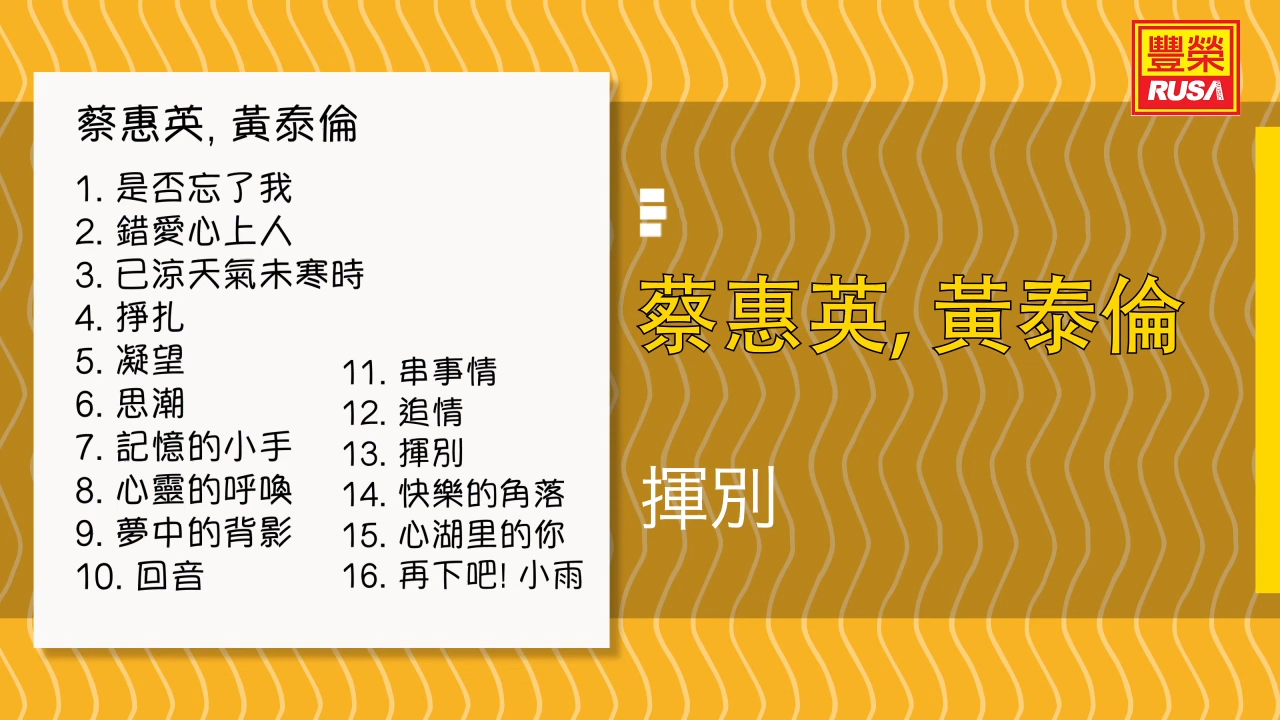 蔡惠英, 黃泰倫
1. 是否忘了我
2. 錯愛心上人
3. 已涼天氣未寒時
4. 掙扎
5. 凝望
6. 思潮
7. 記憶的小手
8. 心靈的呼喚
9. 夢中的背影
10. 回音
11. 串事情
12. 追情
13. 揮別
14. 快樂的角落
15. 心湖里的你
16. 再下吧! 小雨
豐榮
RUSA
蔡惠英, 黃泰倫
揮別